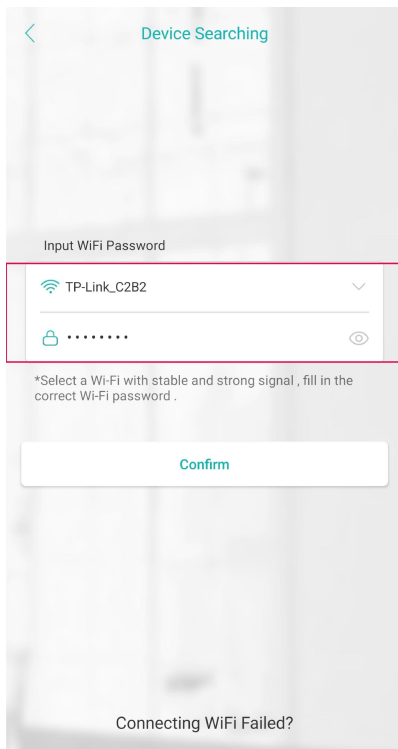 Device Searching
Input WiFi Password
TP-Link_C2B2
••••••••
*Select a Wi-Fi with stable and strong signal , fill in the
correct Wi-Fi password .
Confirm
Connecting WiFi Failed?